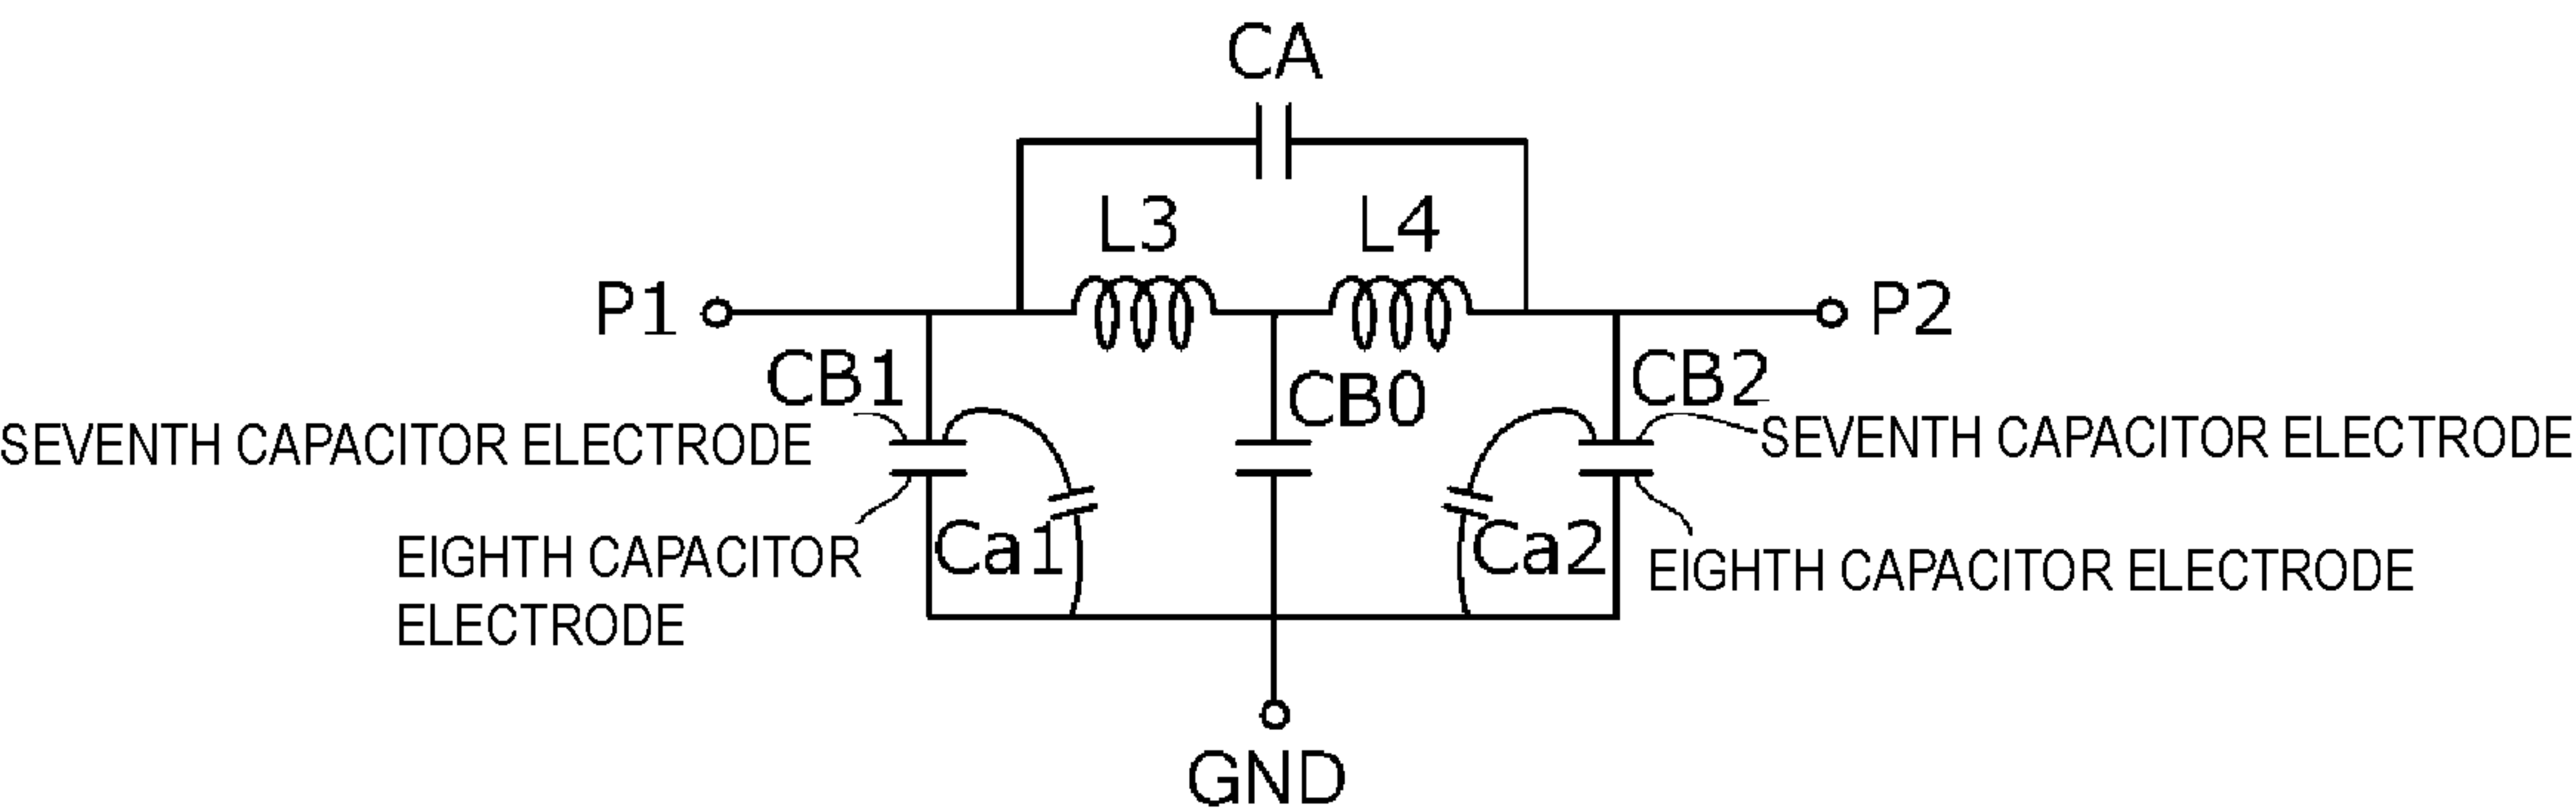 CA
L3
L4
P1
P2
CB1
CB0
CB2
SEVENTH CAPACITOR ELECTRODE
SEVENTH CAPACITOR ELECTRODE
Ca1
Ca2
EIGHTH CAPACITOR
ELECTRODE
EIGHTH CAPACITOR ELECTRODE
GND